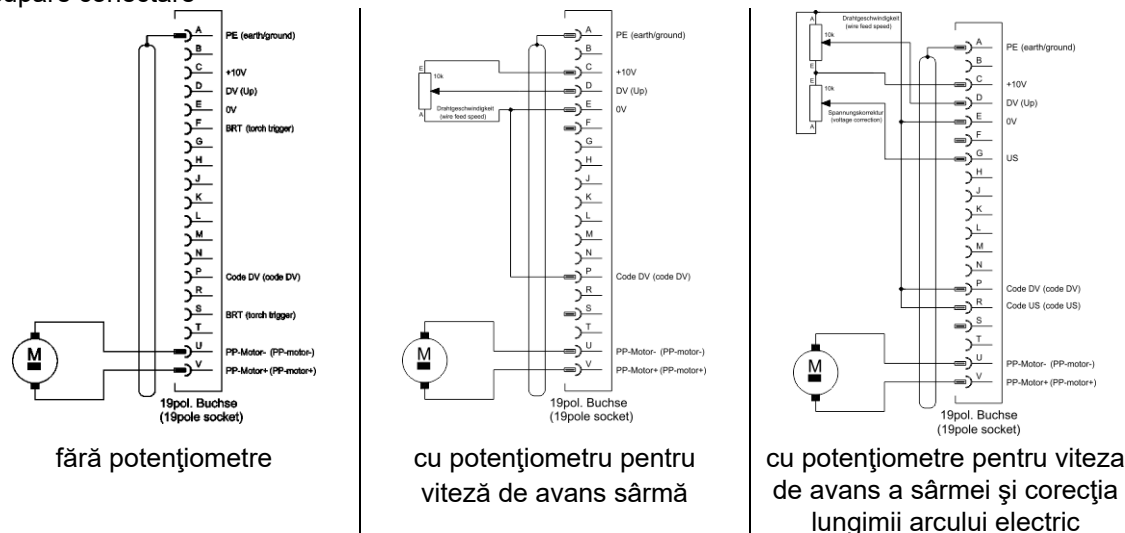 A PE (earth/ground)
B
C +10V
D DV (Up)
E 0V
F BRT (torch trigger)
G
H
J
K
L
M
N
P Code DV (code DV)
R
S BRT (torch trigger)
T
U PP-Motor- (PP-motor-)
V PP-Motor+ (PP-motor+)
M
19pol. Buchse
(19pole socket)
fără potenţiometre
A PE (earth/ground)
B
E C +10V
10k
D DV (Up)
Drahtgeschwindigkeit
(wire feed speed)
A
E 0V
F
G
H
J
K
L
M
N
P Code DV (code DV)
R
S
T
U PP-Motor- (PP-motor-)
V PP-Motor+ (PP-motor+)
M
19pol. Buchse
(19pole socket)
cu potenţiometru pentru
viteză de avans sârmă
A Drahtgeschwindigkeit
(wire feed speed)
10k
E
E
10k
Spannungskorrektur
(voltage correction)
A
A PE (earth/ground)
B
C +10V
D DV (Up)
E 0V
F
G US
H
J
K
L
M
N
P Code DV (code DV)
R Code US (code US)
S
T
U PP-Motor- (PP-motor-)
V PP-Motor+ (PP-motor+)
M
19pol. Buchse
(19pole socket)
cu potenţiometre pentru viteza
de avans a sârmei şi corecţia
lungimii arcului electric